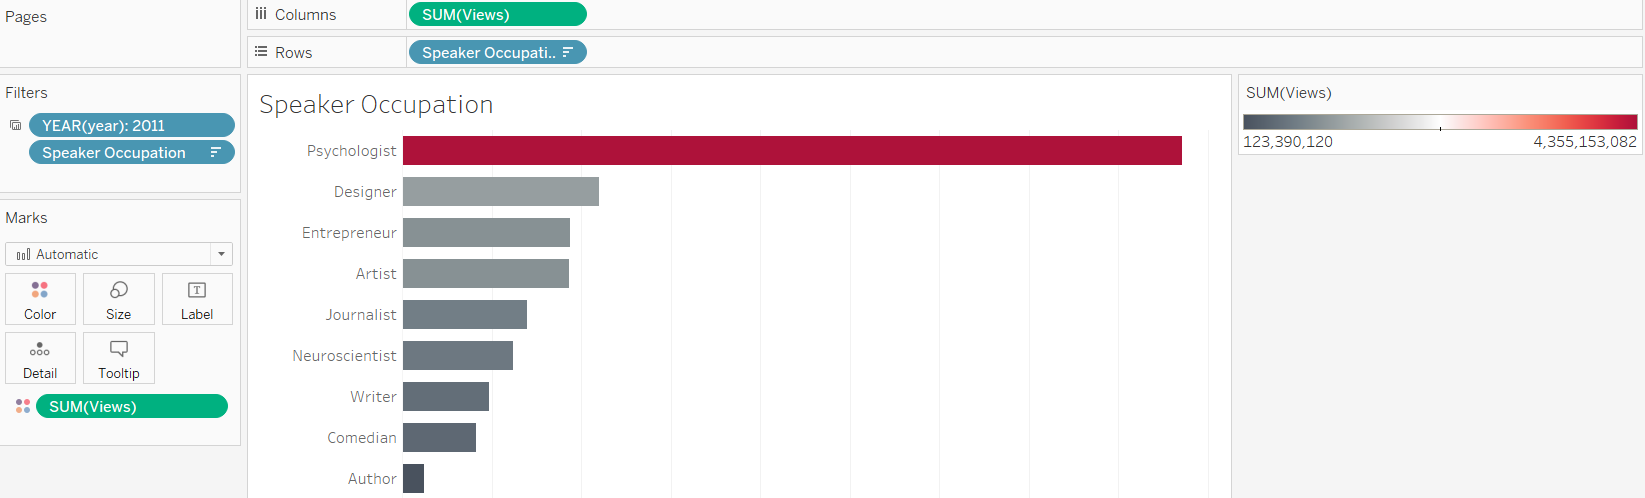 Pages
Columns
SUM(Views)
Rows
Speaker Occupati..
Filters
YEAR(year): 2011
Speaker Occupation
Marks
Automatic
Color
Size
T
Label
Detail
Tooltip
SUM(Views)
Speaker Occupation
Psychologist
Designer
Entrepreneur
Artist
Journalist
Neuroscientist
Writer
Comedian
Author
SUM(Views)
123,390,120
4,355,153,082